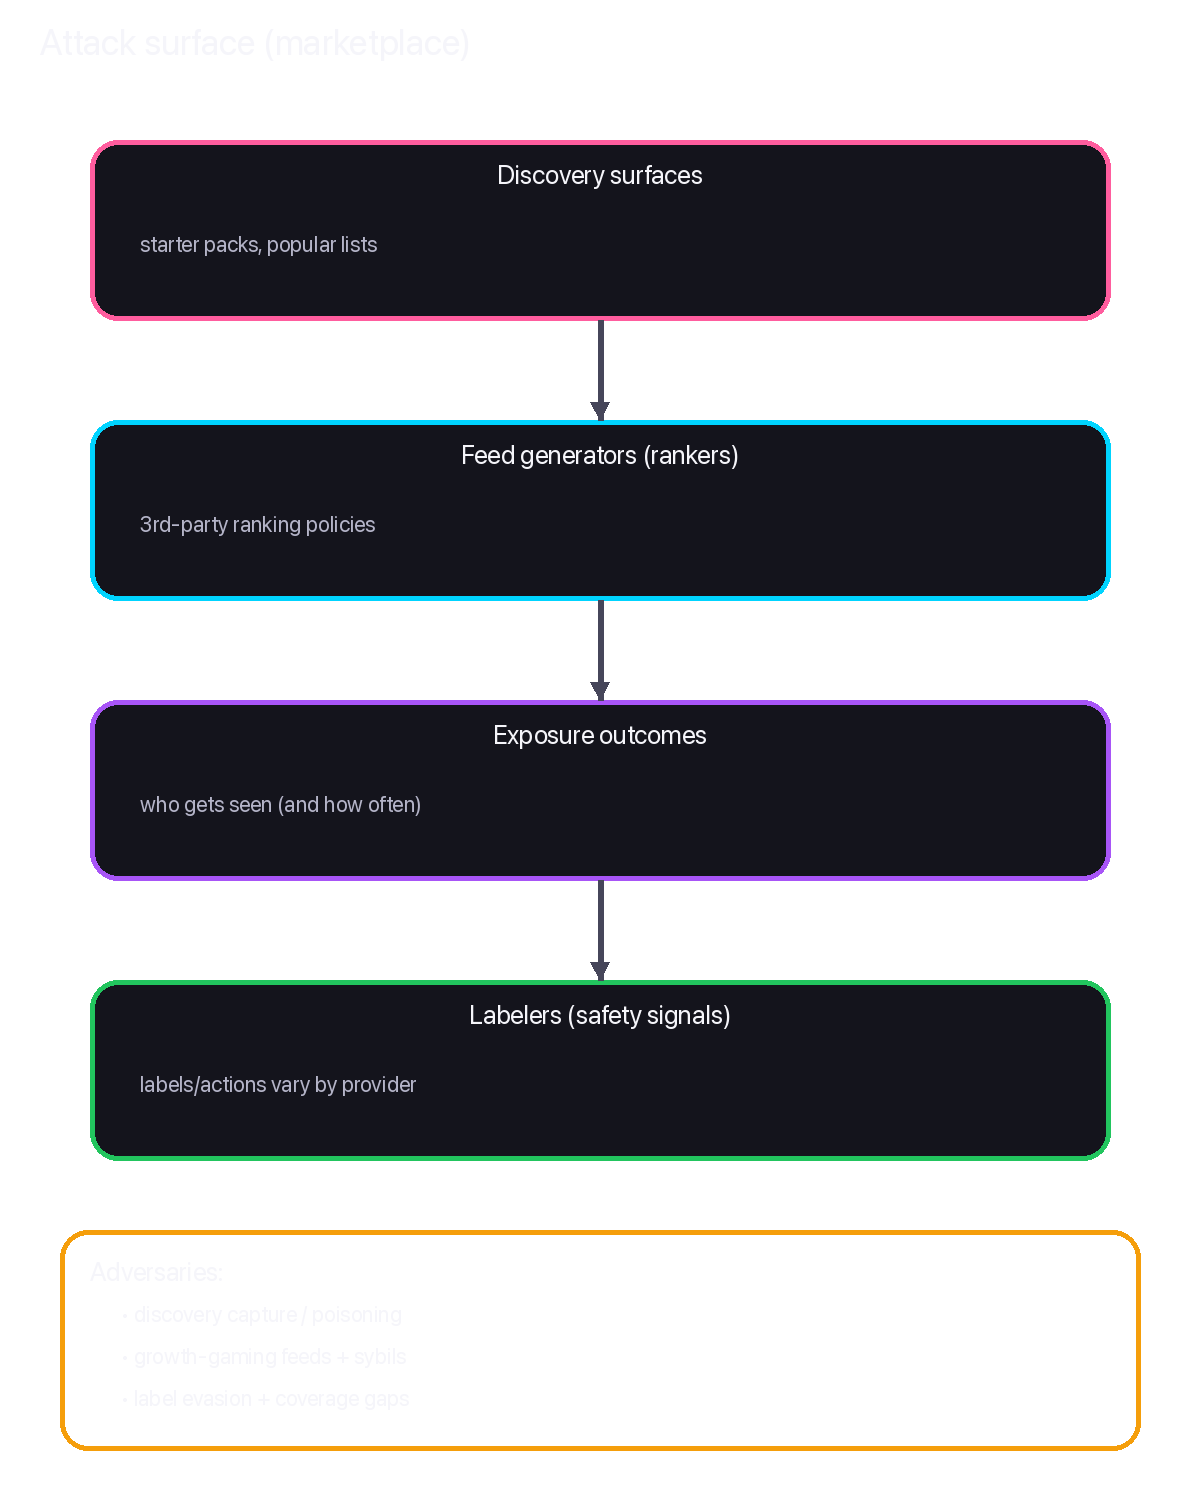 Attack surface (marketplace)
Discovery surfaces
starter packs, popular lists
Feed generators (rankers)
3rd-party ranking policies
Exposure outcomes
who gets seen (and how often)
Labelers (safety signals)
labels/actions vary by provider
Adversaries:
• discovery capture / poisoning
• growth-gaming feeds + sybils
• label evasion + coverage gaps